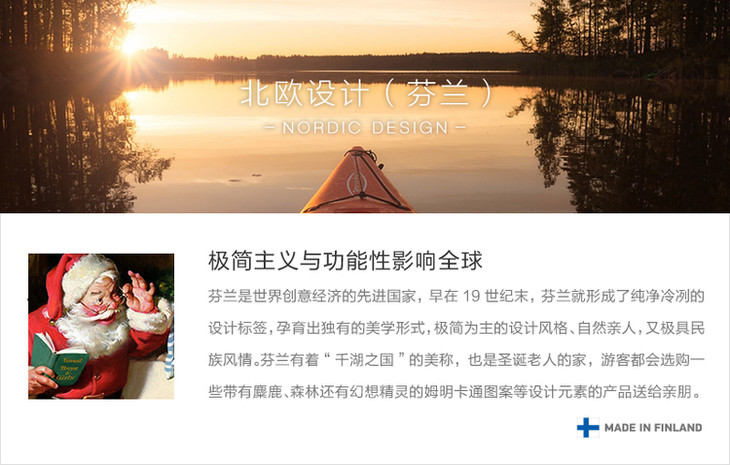 北欧设计（芬兰）
– NORDIC DESIGN –
极简主义与功能性影响全球
芬兰是世界创意经济的先进国家，早在 19 世纪末，芬兰就形成了纯净冷冽的
设计标签，孕育出独有的美学形式，极简为主的设计风格、自然亲人，又极具民
族风情。芬兰有着“千湖之国”的美称，也是圣诞老人的家，游客都会选购一
些带有麋鹿、森林还有幻想精灵的姆明卡通图案等设计元素的产品送给亲朋。
MADE IN FINLAND